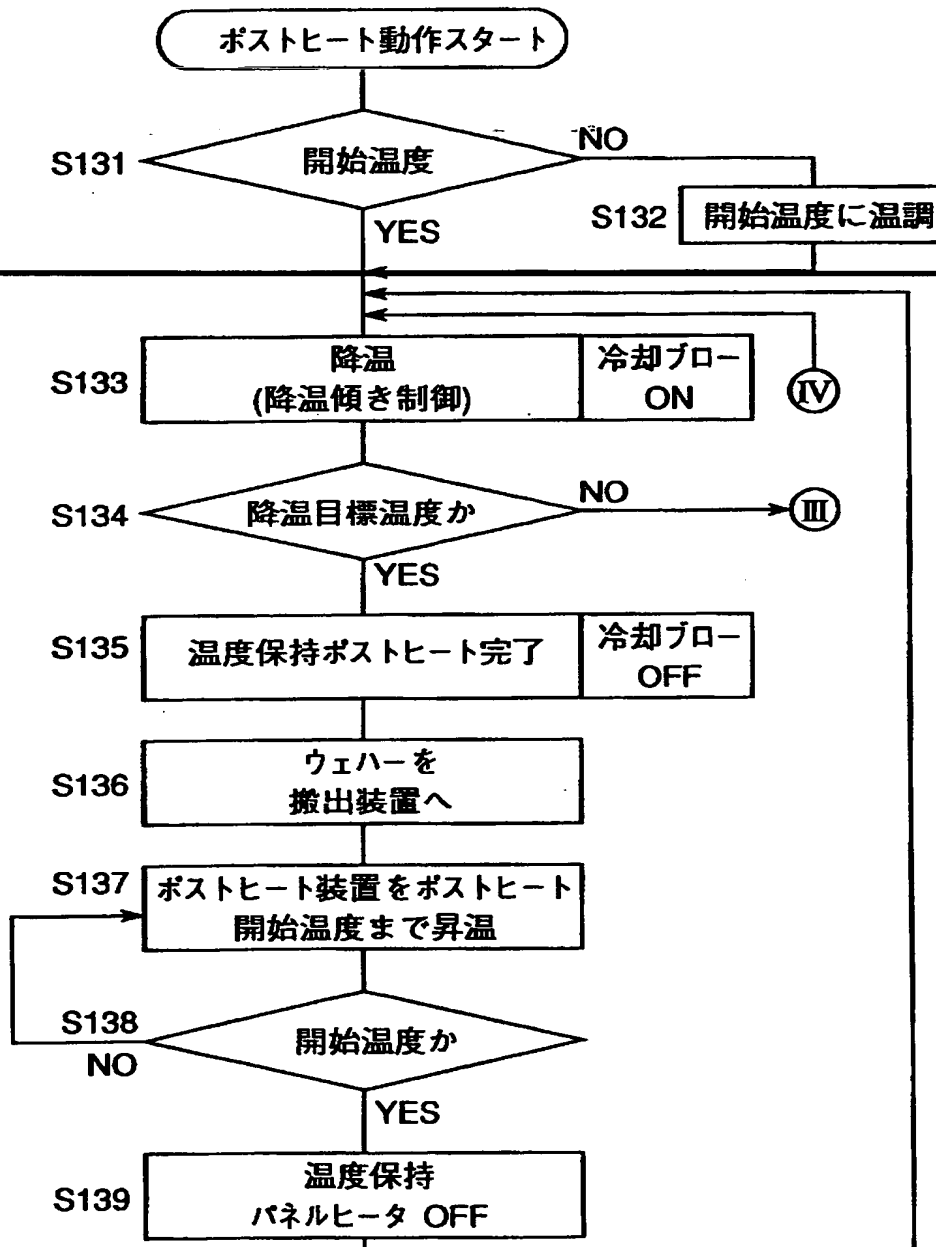 ポストヒート動作スタート
S131
開始温度
NO
YES
S132
開始温度に温調
S133
降温
(降温傾き制御)
冷却ブロー
ON
IV
S134
降温目標温度か
NO
III
YES
S135
温度保持ポストヒート完了
冷却ブロー
OFF
S136
ウェハーを
搬出装置へ
S137
ポストヒート装置をポストヒート
開始温度まで昇温
S138
開始温度か
NO
YES
S139
温度保持
パネルヒータ OFF